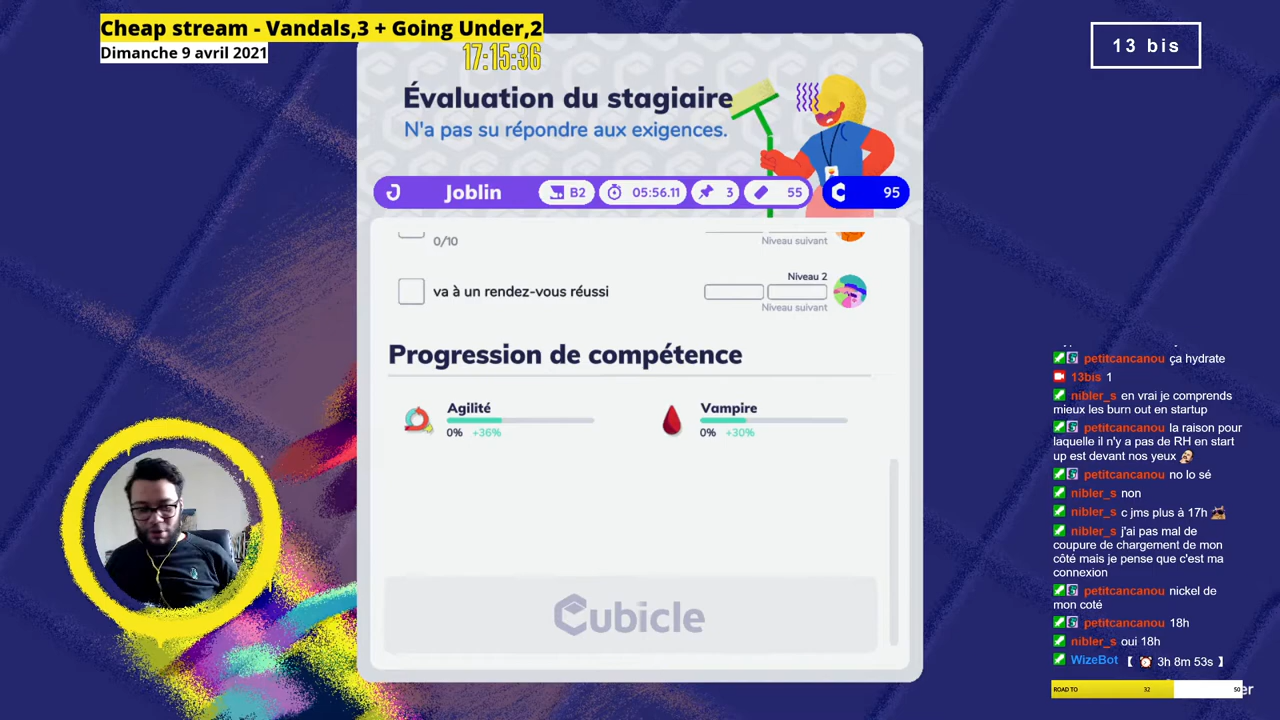 Cheap stream - Vandals,3 + Going Under,2
Dimanche 9 avril 2021
17:15:36
13 bis
Évaluation du stagiaire
N'a pas su répondre aux exigences.
Joblin B2 05:56.11 3 55 95
0/10
Niveau suivant
Niveau 2
va à un rendez-vous réussi
Niveau suivant
Progression de compétence
Agilité
0% +36%
Vampire
0% +30%
Cubicle
petitcancanou ça hydrate
13bis 1
nibler_s en vrai je comprends
mieux les burn out en startup
petitcancanou la raison pour
laquelle il n'y a pas de RH en start
up est devant nos yeux
petitcancanou no lo sé
nibler_s non
nibler_s c jms plus à 17h
nibler_s j'ai pas mal de
coupure de chargement de mon
côté mais je pense que c'est ma
connexion
petitcancanou nickel de
mon coté
petitcancanou 18h
nibler_s oui 18h
WizeBot 【 ⏰ 3h 8m 53s 】
ROAD TO 32 50